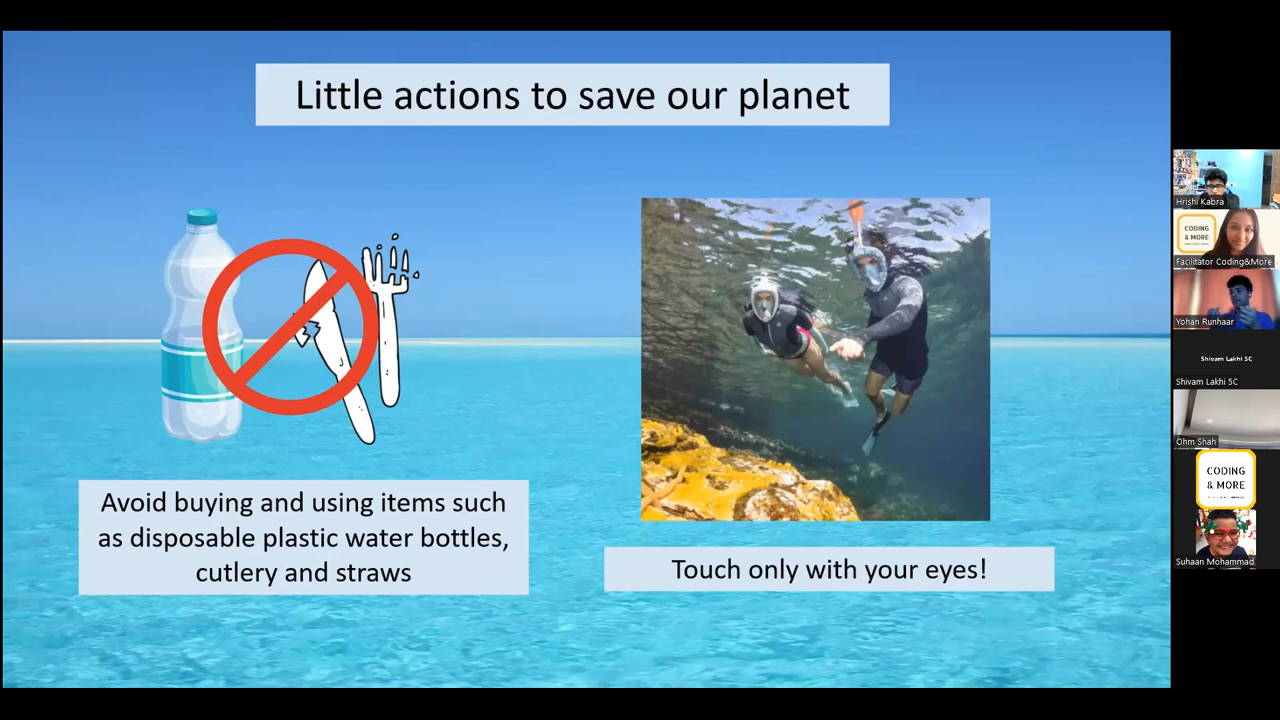 Little actions to save our planet
Avoid buying and using items such
as disposable plastic water bottles,
cutlery and straws
Touch only with your eyes!
Hrishi Kabra
CODING
& MORE
Facilitator Coding&More
Yohan Runhaar
Shivam Lakhi 5C
Shivam Lakhi 5C
Ohm Shah
CODING
& MORE
Suhaan Mohammad